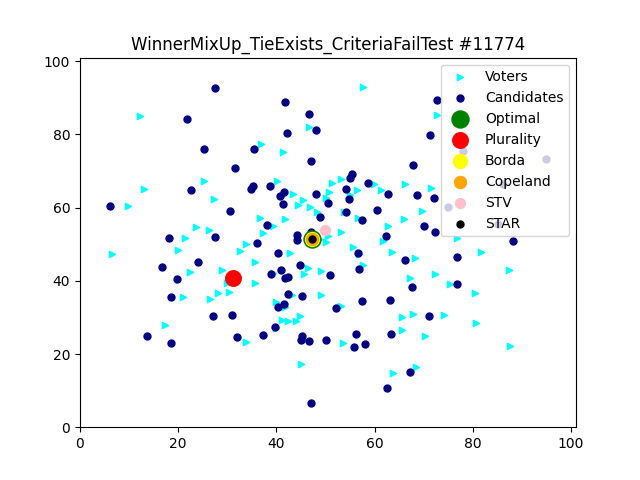 WinnerMixUp_TieExists_CriteriaFailTest #11774
100
80
60
40
20
0
0
20
40
60
80
100
Voters
Candidates
Optimal
Plurality
Borda
Copeland
STV
STAR